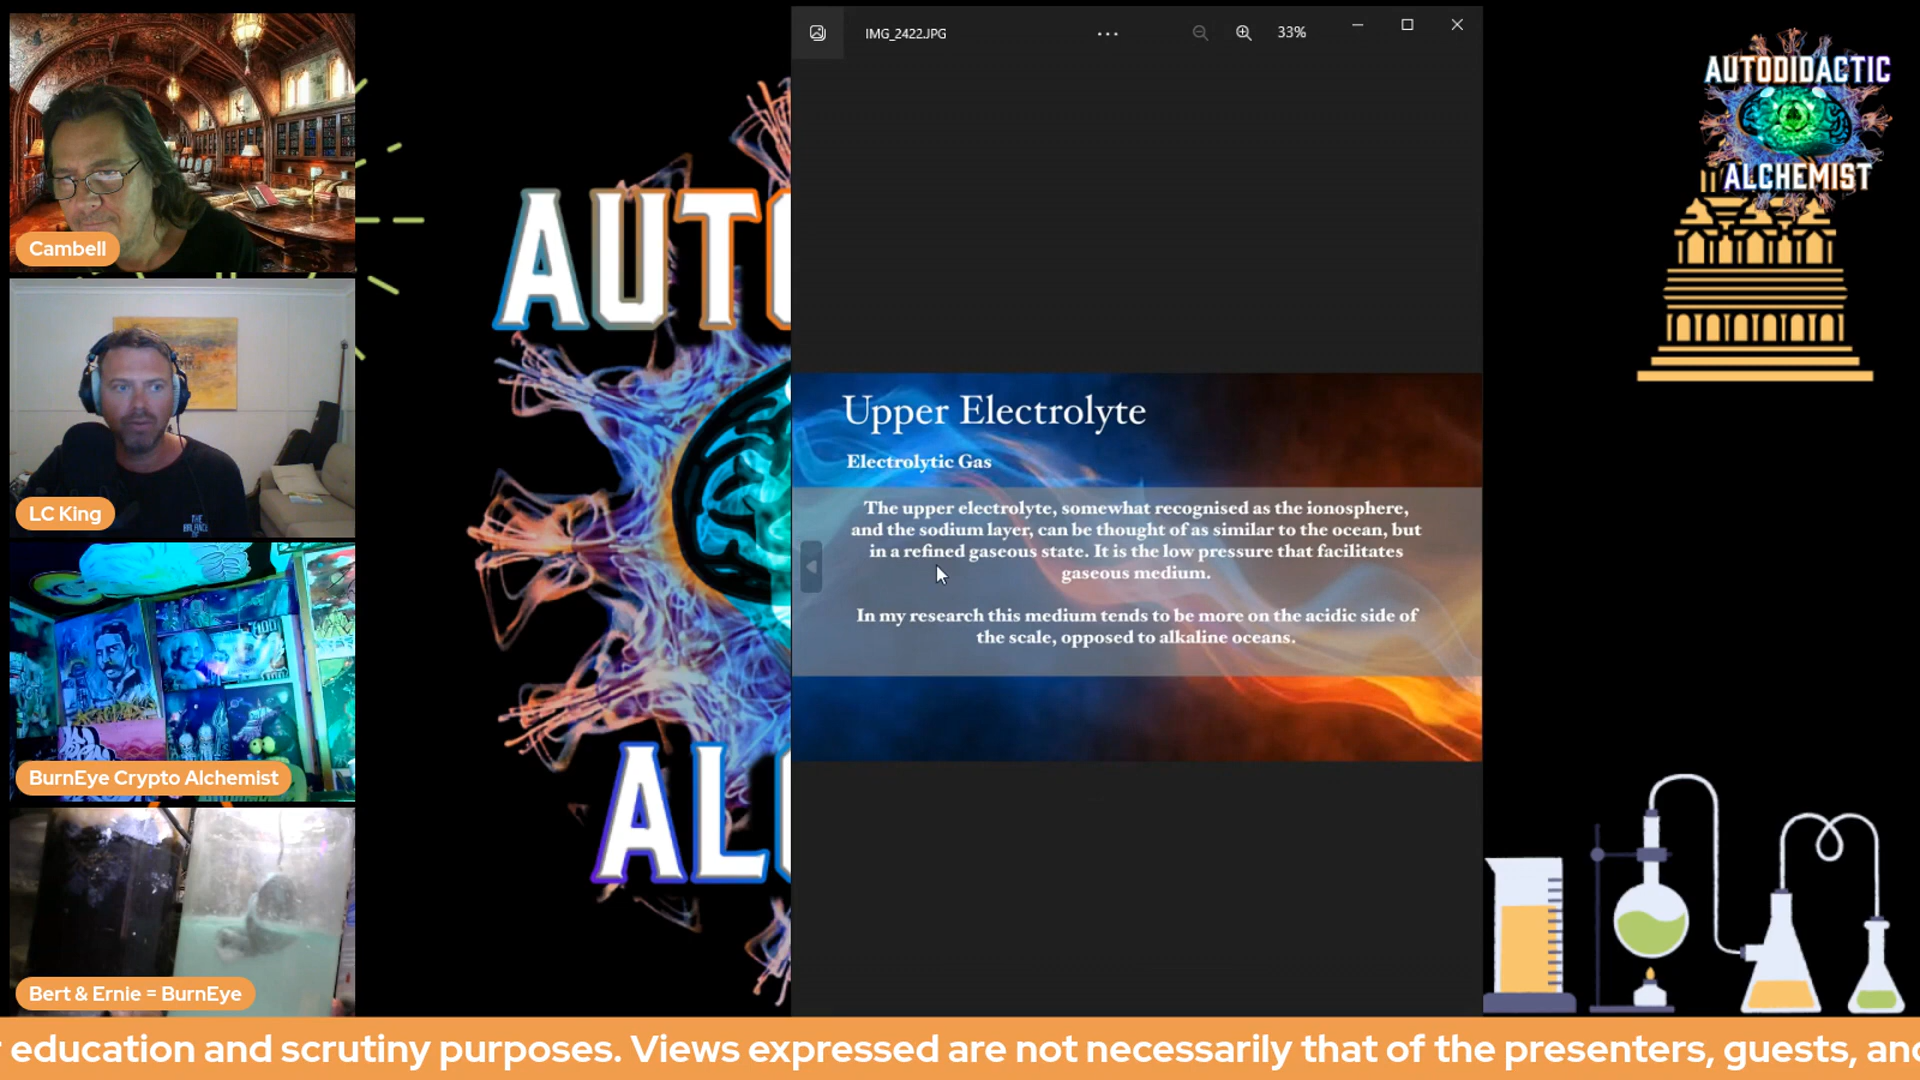 Cambell
LC King
THE
BALANCE
BurnEye Crypto Alchemist
Bert & Ernie = BurnEye
AUTO
AL
IMG_2422.JPG
33%
Upper Electrolyte
Electrolytic Gas
The upper electrolyte, somewhat recognised as the ionosphere,
and the sodium layer, can be thought of as similar to the ocean, but
in a refined gaseous state. It is the low pressure that facilitates
gaseous medium.
In my research this medium tends to be more on the acidic side of
the scale, opposed to alkaline oceans.
AUTODIDACTIC
ALCHEMIST
education and scrutiny purposes. Views expressed are not necessarily that of the presenters, guests,